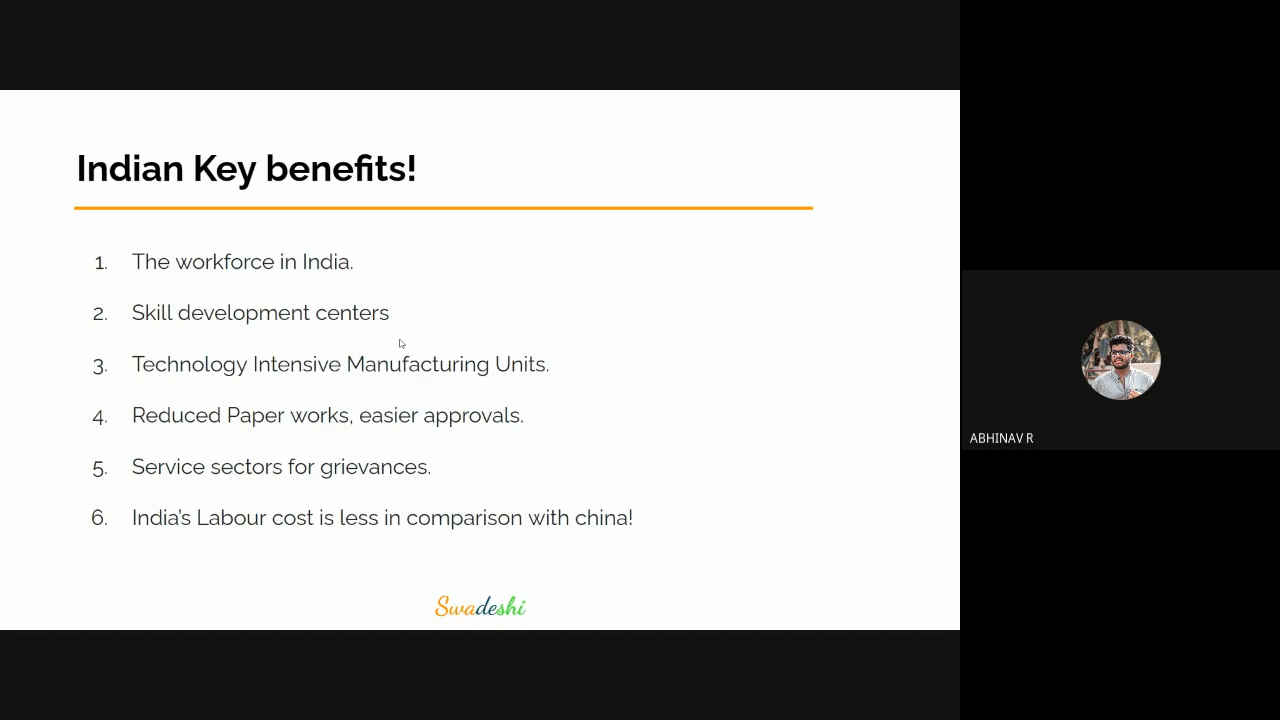 Indian Key benefits!
1. The workforce in India.
2. Skill development centers
3. Technology Intensive Manufacturing Units.
4. Reduced Paper works, easier approvals.
5. Service sectors for grievances.
6. India's Labour cost is less in comparison with china!
Swadeshi
ABHINAV R